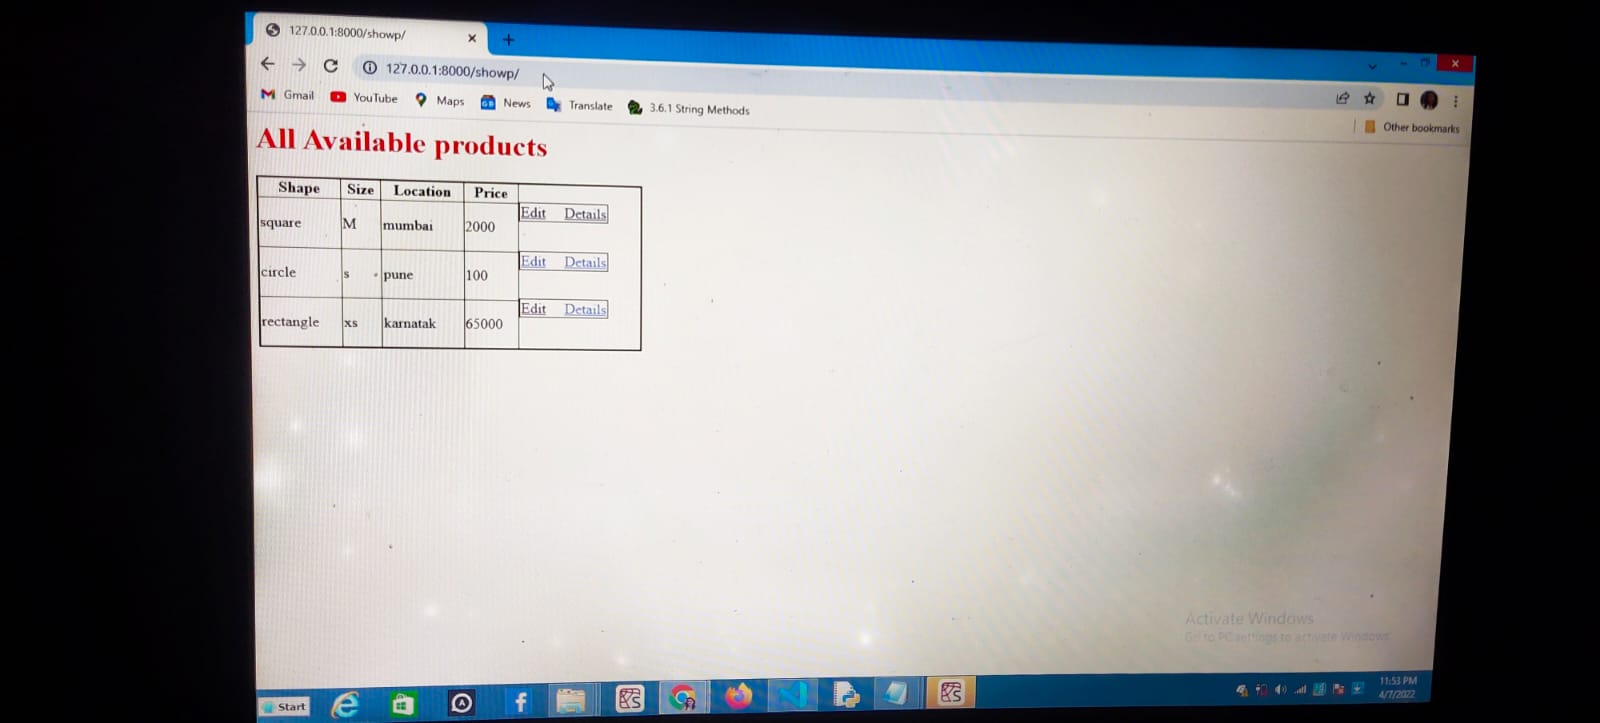 127.0.0.1:8000/showp/
127.0.0.1:8000/showp/
Gmail YouTube Maps News Translate 3.6.1 String Methods
Other bookmarks
All Available products
Shape Size Location Price
square M mumbai 2000 Edit Details
circle s pune 100 Edit Details
rectangle xs karnatak 65000 Edit Details
Activate Windows
Go to PC settings to activate Windows
Start
11:53 PM
4/7/2022